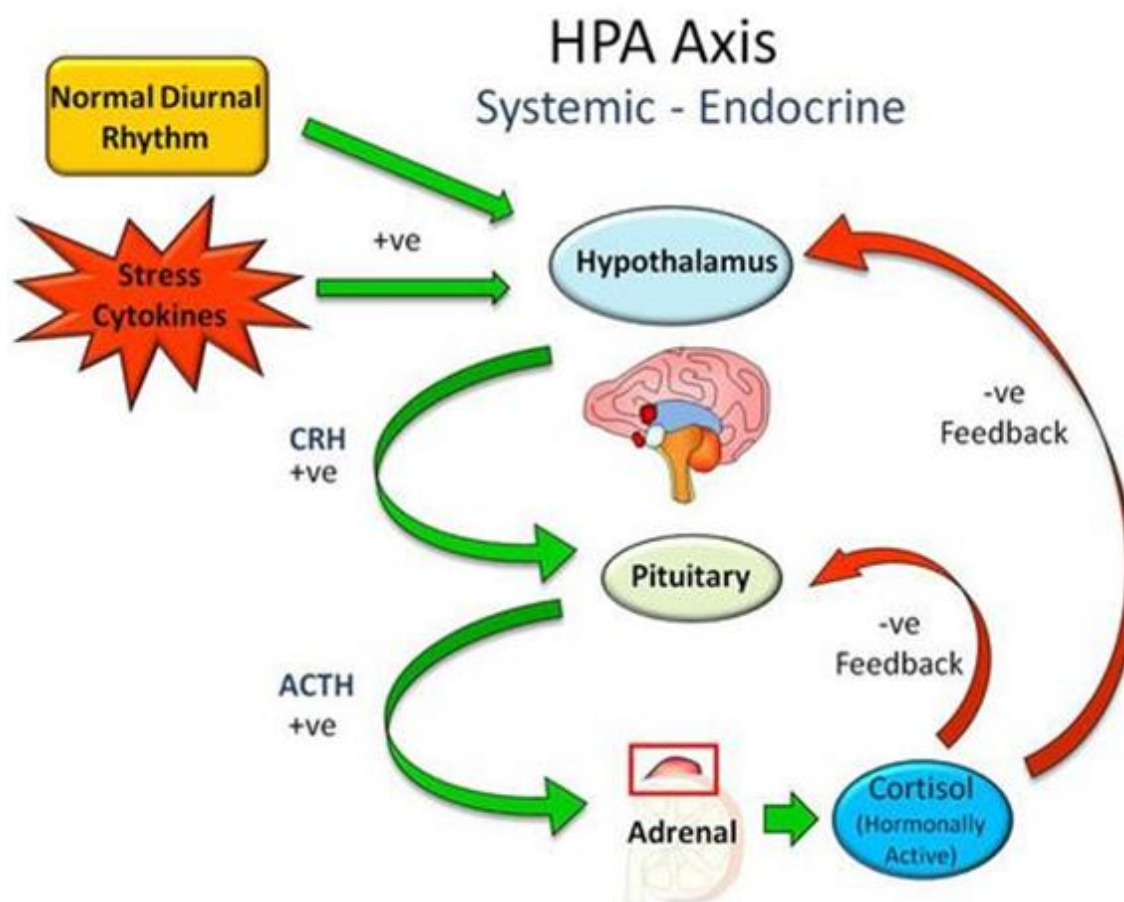 HPA Axis
Systemic - Endocrine
Normal Diurnal
Rhythm
Stress
Cytokines
+ve
Hypothalamus
-ve
Feedback
CRH
+ve
Pituitary
-ve
Feedback
ACTH
+ve
Adrenal
Cortisol
(Hormonally
Active)